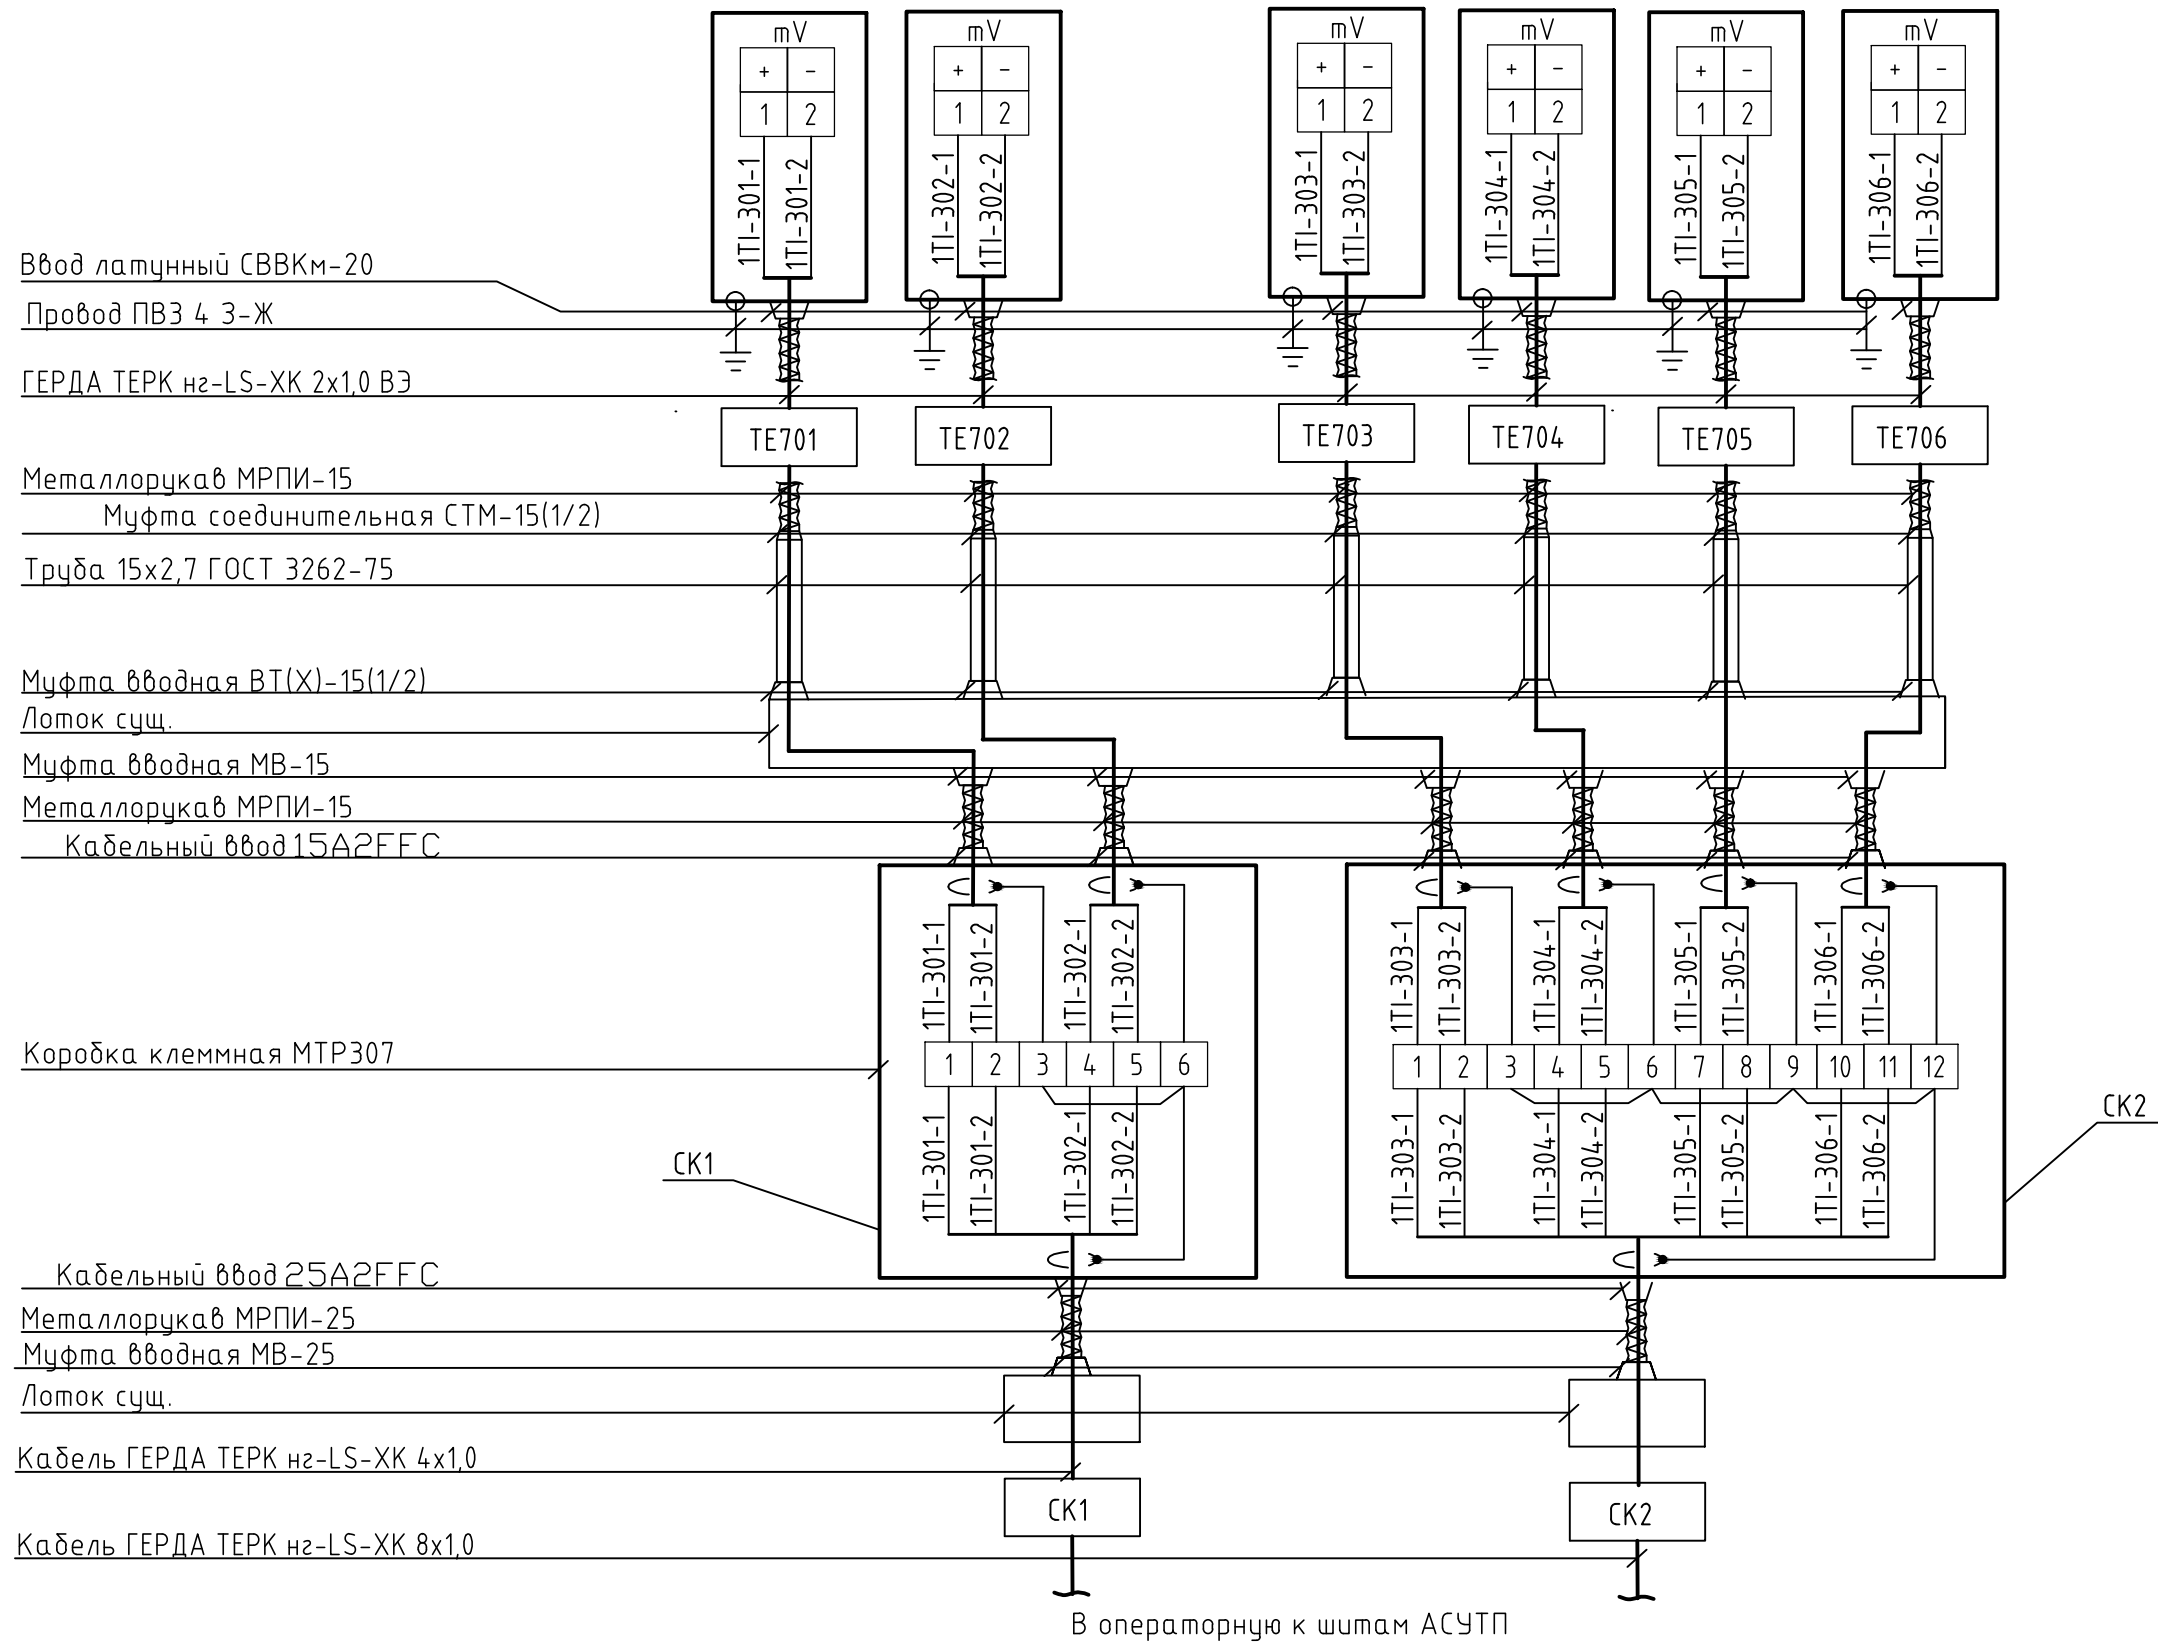 mV mV mV mV mV mV
+ − + − + − + − + − + −
1 2 1 2 1 2 1 2 1 2 1 2
1TI-301-1 1TI-301-2 1TI-302-1 1TI-302-2 1TI-303-1 1TI-303-2 1TI-304-1 1TI-304-2 1TI-305-1 1TI-305-2 1TI-306-1 1TI-306-2
Ввод латунный СВВКм-20
Провод ПВЗ 4 З-Ж
ГЕРДА ТЕРК нг-LS-ХК 2х1,0 ВЭ
TE701 TE702 TE703 TE704 TE705 TE706
Металлорукав МРПИ-15
Муфта соединительная СТМ-15(1/2)
Труба 15х2,7 ГОСТ 3262-75
Муфта вводная ВТ(Х)-15(1/2)
Лоток сущ.
Муфта вводная МВ-15
Металлорукав МРПИ-15
Кабельный ввод 15A2FFC
1TI-301-1 1TI-301-2 1TI-302-1 1TI-302-2 1TI-303-1 1TI-303-2 1TI-304-1 1TI-304-2 1TI-305-1 1TI-305-2 1TI-306-1 1TI-306-2
Коробка клеммная МТР307
1 2 3 4 5 6 1 2 3 4 5 6 7 8 9 10 11 12
СК2
1TI-301-1 1TI-301-2 1TI-302-1 1TI-302-2 1TI-303-1 1TI-303-2 1TI-304-1 1TI-304-2 1TI-305-1 1TI-305-2 1TI-306-1 1TI-306-2
СК1
Кабельный ввод 25A2FFC
Металлорукав МРПИ-25
Муфта вводная МВ-25
Лоток сущ.
Кабель ГЕРДА ТЕРК нг-LS-ХК 4х1,0
СК1 СК2
Кабель ГЕРДА ТЕРК нг-LS-ХК 8х1,0
В операторную к шитам АСУТП